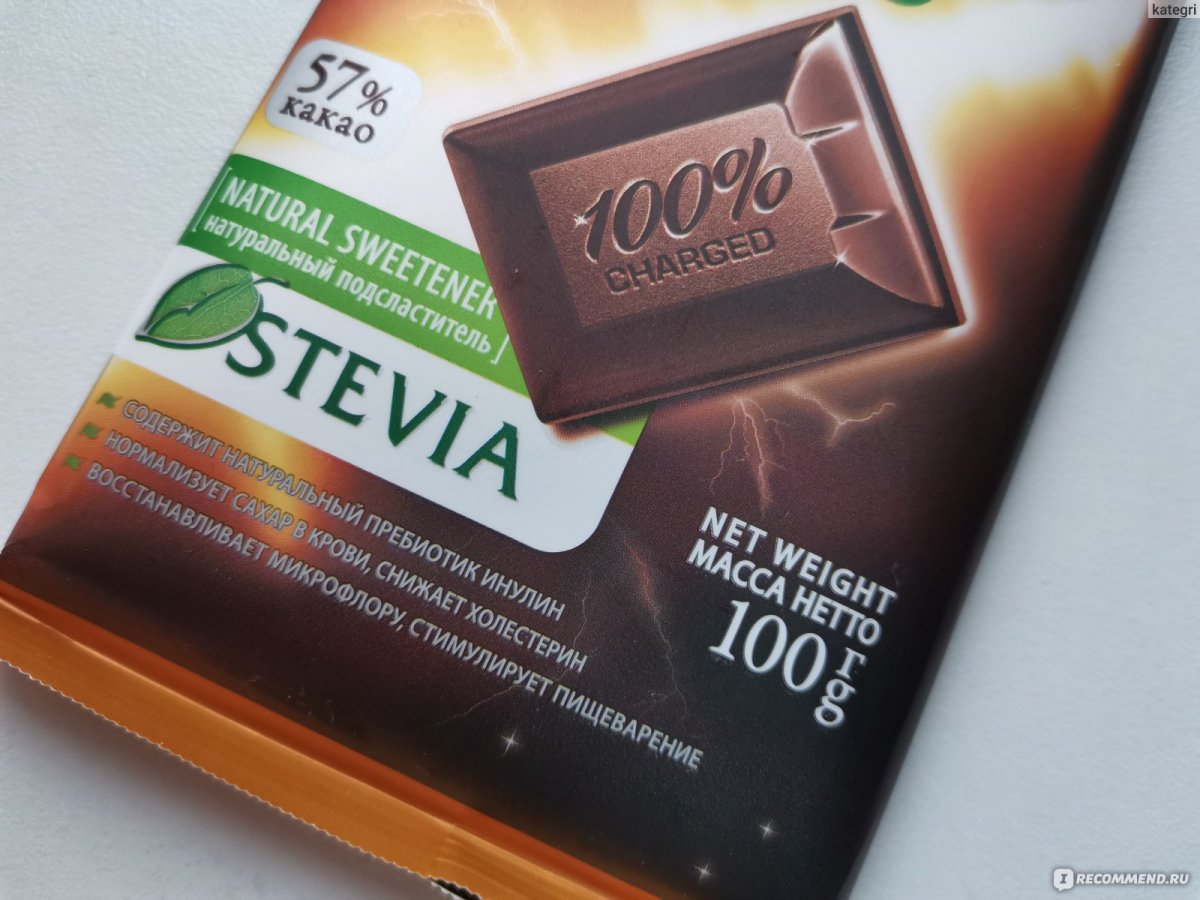 kategri
57%
какао
100%
CHARGED
NATURAL SWEETENER
натуральный подсластитель
STEVIA
СОДЕРЖИТ НАТУРАЛЬНЫЙ ПРЕБИОТИК ИНУЛИН
НОРМАЛИЗУЕТ САХАР В КРОВИ, СНИЖАЕТ ХОЛЕСТЕРИН
ВОССТАНАВЛИВАЕТ МИКРОФЛОРУ, СТИМУЛИРУЕТ ПИЩЕВАРЕНИЕ
NET WEIGHT
МАССА НЕТТО
100 г
g
IRECOMMEND.RU